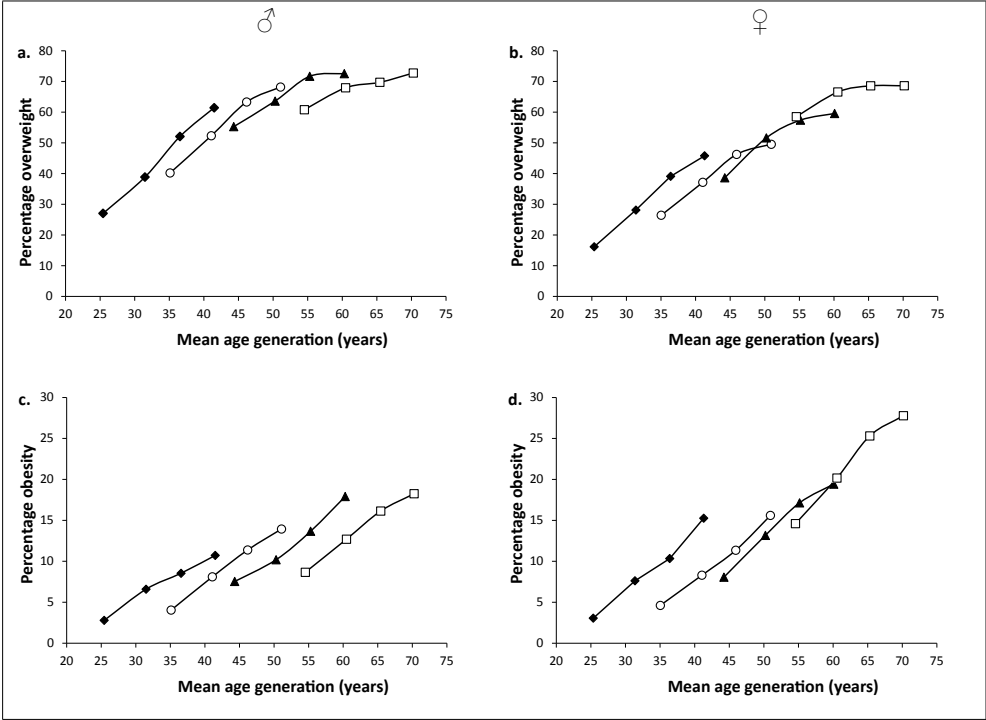 ♂ ♀
a.
Percentage overweight
80
70
60
50
40
30
20
10
0
20 25 30 35 40 45 50 55 60 65 70 75
Mean age generation (years)
b.
Percentage overweight
80
70
60
50
40
30
20
10
0
20 25 30 35 40 45 50 55 60 65 70 75
Mean age generation (years)
c.
Percentage obesity
30
25
20
15
10
5
0
20 25 30 35 40 45 50 55 60 65 70 75
Mean age generation (years)
d.
Percentage obesity
30
25
20
15
10
5
0
20 25 30 35 40 45 50 55 60 65 70 75
Mean age generation (years)